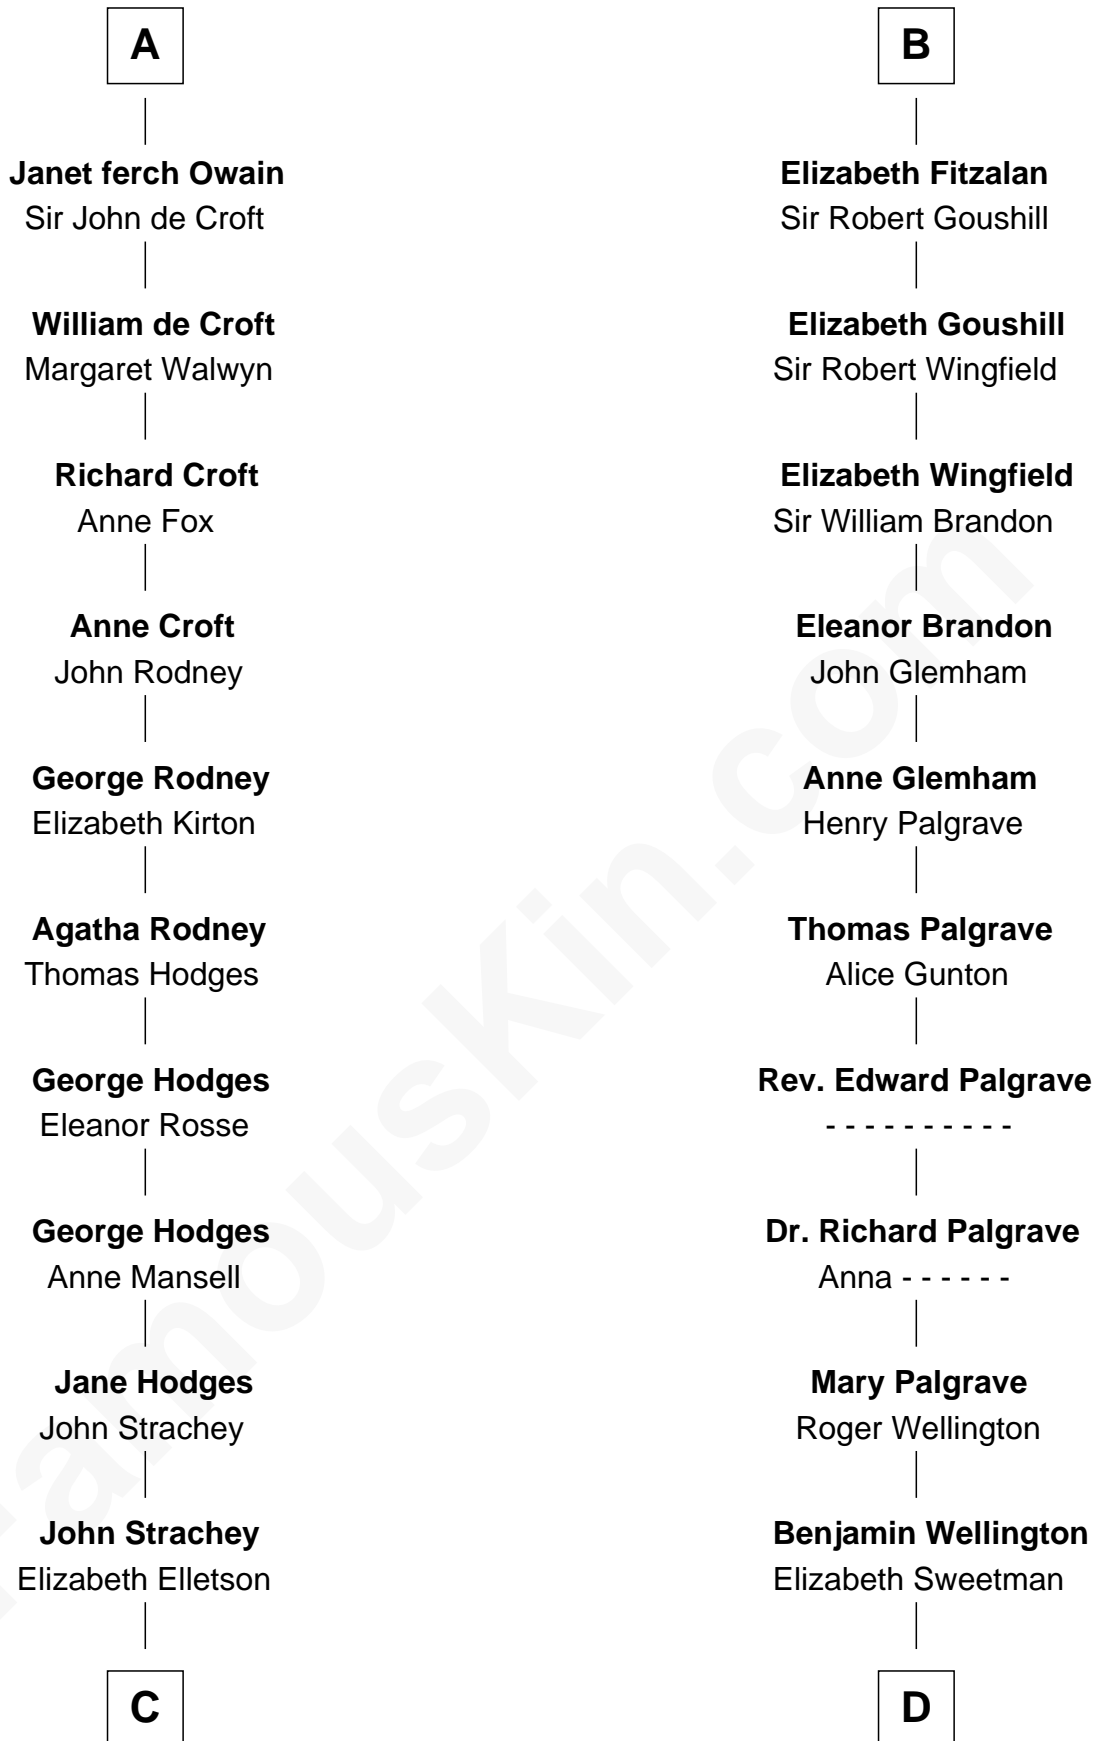 A
Janet ferch Owain
Sir John de Croft
William de Croft
Margaret Walwyn
Richard Croft
Anne Fox
Anne Croft
John Rodney
George Rodney
Elizabeth Kirton
Agatha Rodney
Thomas Hodges
George Hodges
Eleanor Rosse
George Hodges
Anne Mansell
Jane Hodges
John Strachey
John Strachey
Elizabeth Elletson
C
B
Elizabeth Fitzalan
Sir Robert Goushill
Elizabeth Goushill
Sir Robert Wingfield
Elizabeth Wingfield
Sir William Brandon
Eleanor Brandon
John Glemham
Anne Glemham
Henry Palgrave
Thomas Palgrave
Alice Gunton
Rev. Edward Palgrave
- - - - - - - - - -
Dr. Richard Palgrave
Anna - - - - - -
Mary Palgrave
Roger Wellington
Benjamin Wellington
Elizabeth Sweetman
D
FamousKin.com